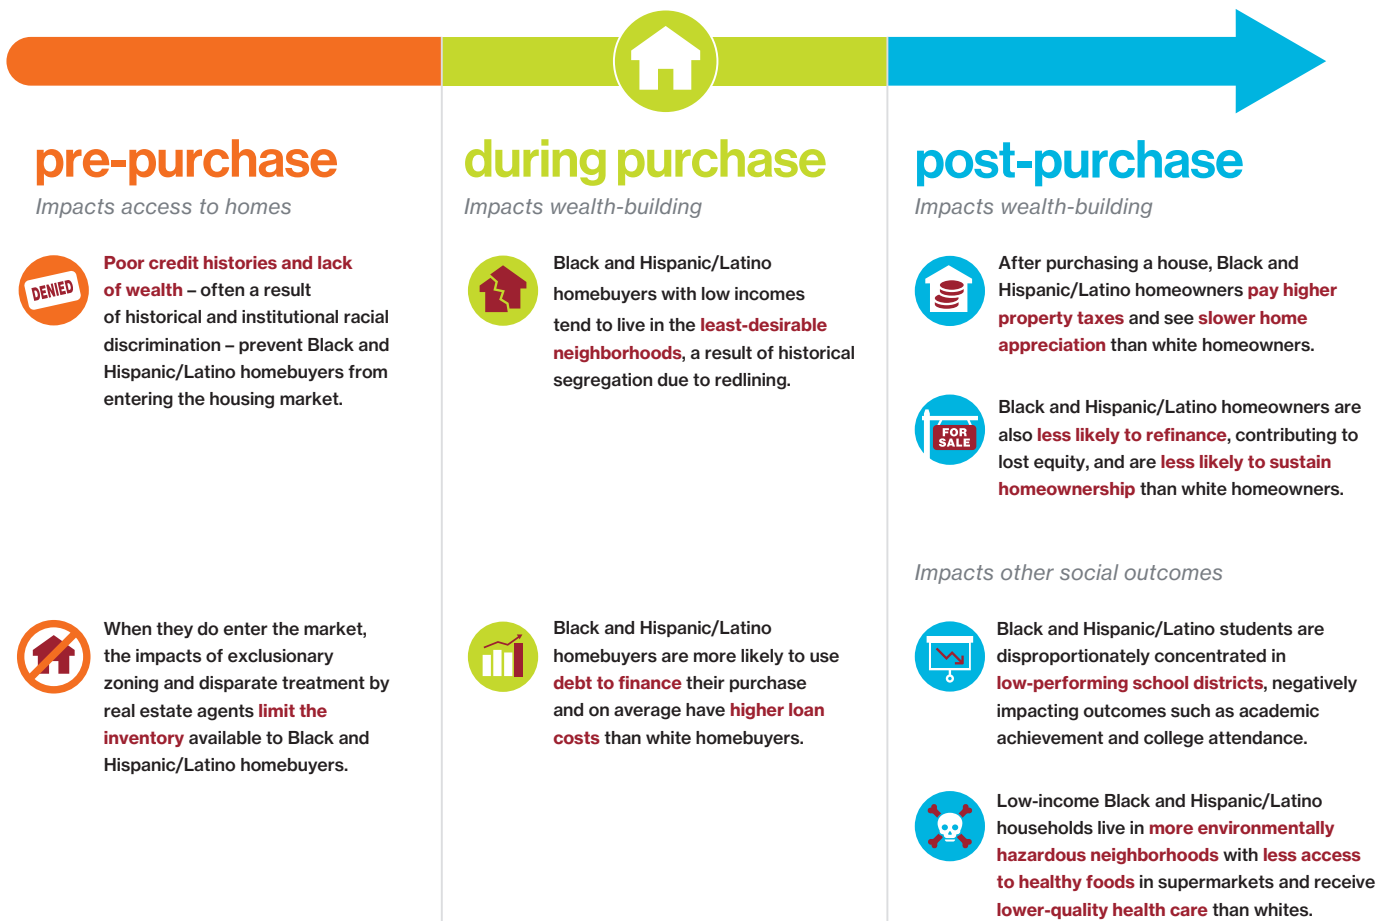 pre-purchase
Impacts access to homes
DENIED
Poor credit histories and lack
of wealth – often a result
of historical and institutional racial
discrimination – prevent Black and
Hispanic/Latino homebuyers from
entering the housing market.
When they do enter the market,
the impacts of exclusionary
zoning and disparate treatment by
real estate agents limit the
inventory available to Black and
Hispanic/Latino homebuyers.
during purchase
Impacts wealth-building
Black and Hispanic/Latino
homebuyers with low incomes
tend to live in the least-desirable
neighborhoods, a result of historical
segregation due to redlining.
Black and Hispanic/Latino
homebuyers are more likely to use
debt to finance their purchase
and on average have higher loan
costs than white homebuyers.
post-purchase
Impacts wealth-building
After purchasing a house, Black and
Hispanic/Latino homeowners pay higher
property taxes and see slower home
appreciation than white homeowners.
FOR
SALE
Black and Hispanic/Latino homeowners are
also less likely to refinance, contributing to
lost equity, and are less likely to sustain
homeownership than white homeowners.
Impacts other social outcomes
Black and Hispanic/Latino students are
disproportionately concentrated in
low-performing school districts, negatively
impacting outcomes such as academic
achievement and college attendance.
Low-income Black and Hispanic/Latino
households live in more environmentally
hazardous neighborhoods with less access
to healthy foods in supermarkets and receive
lower-quality health care than whites.